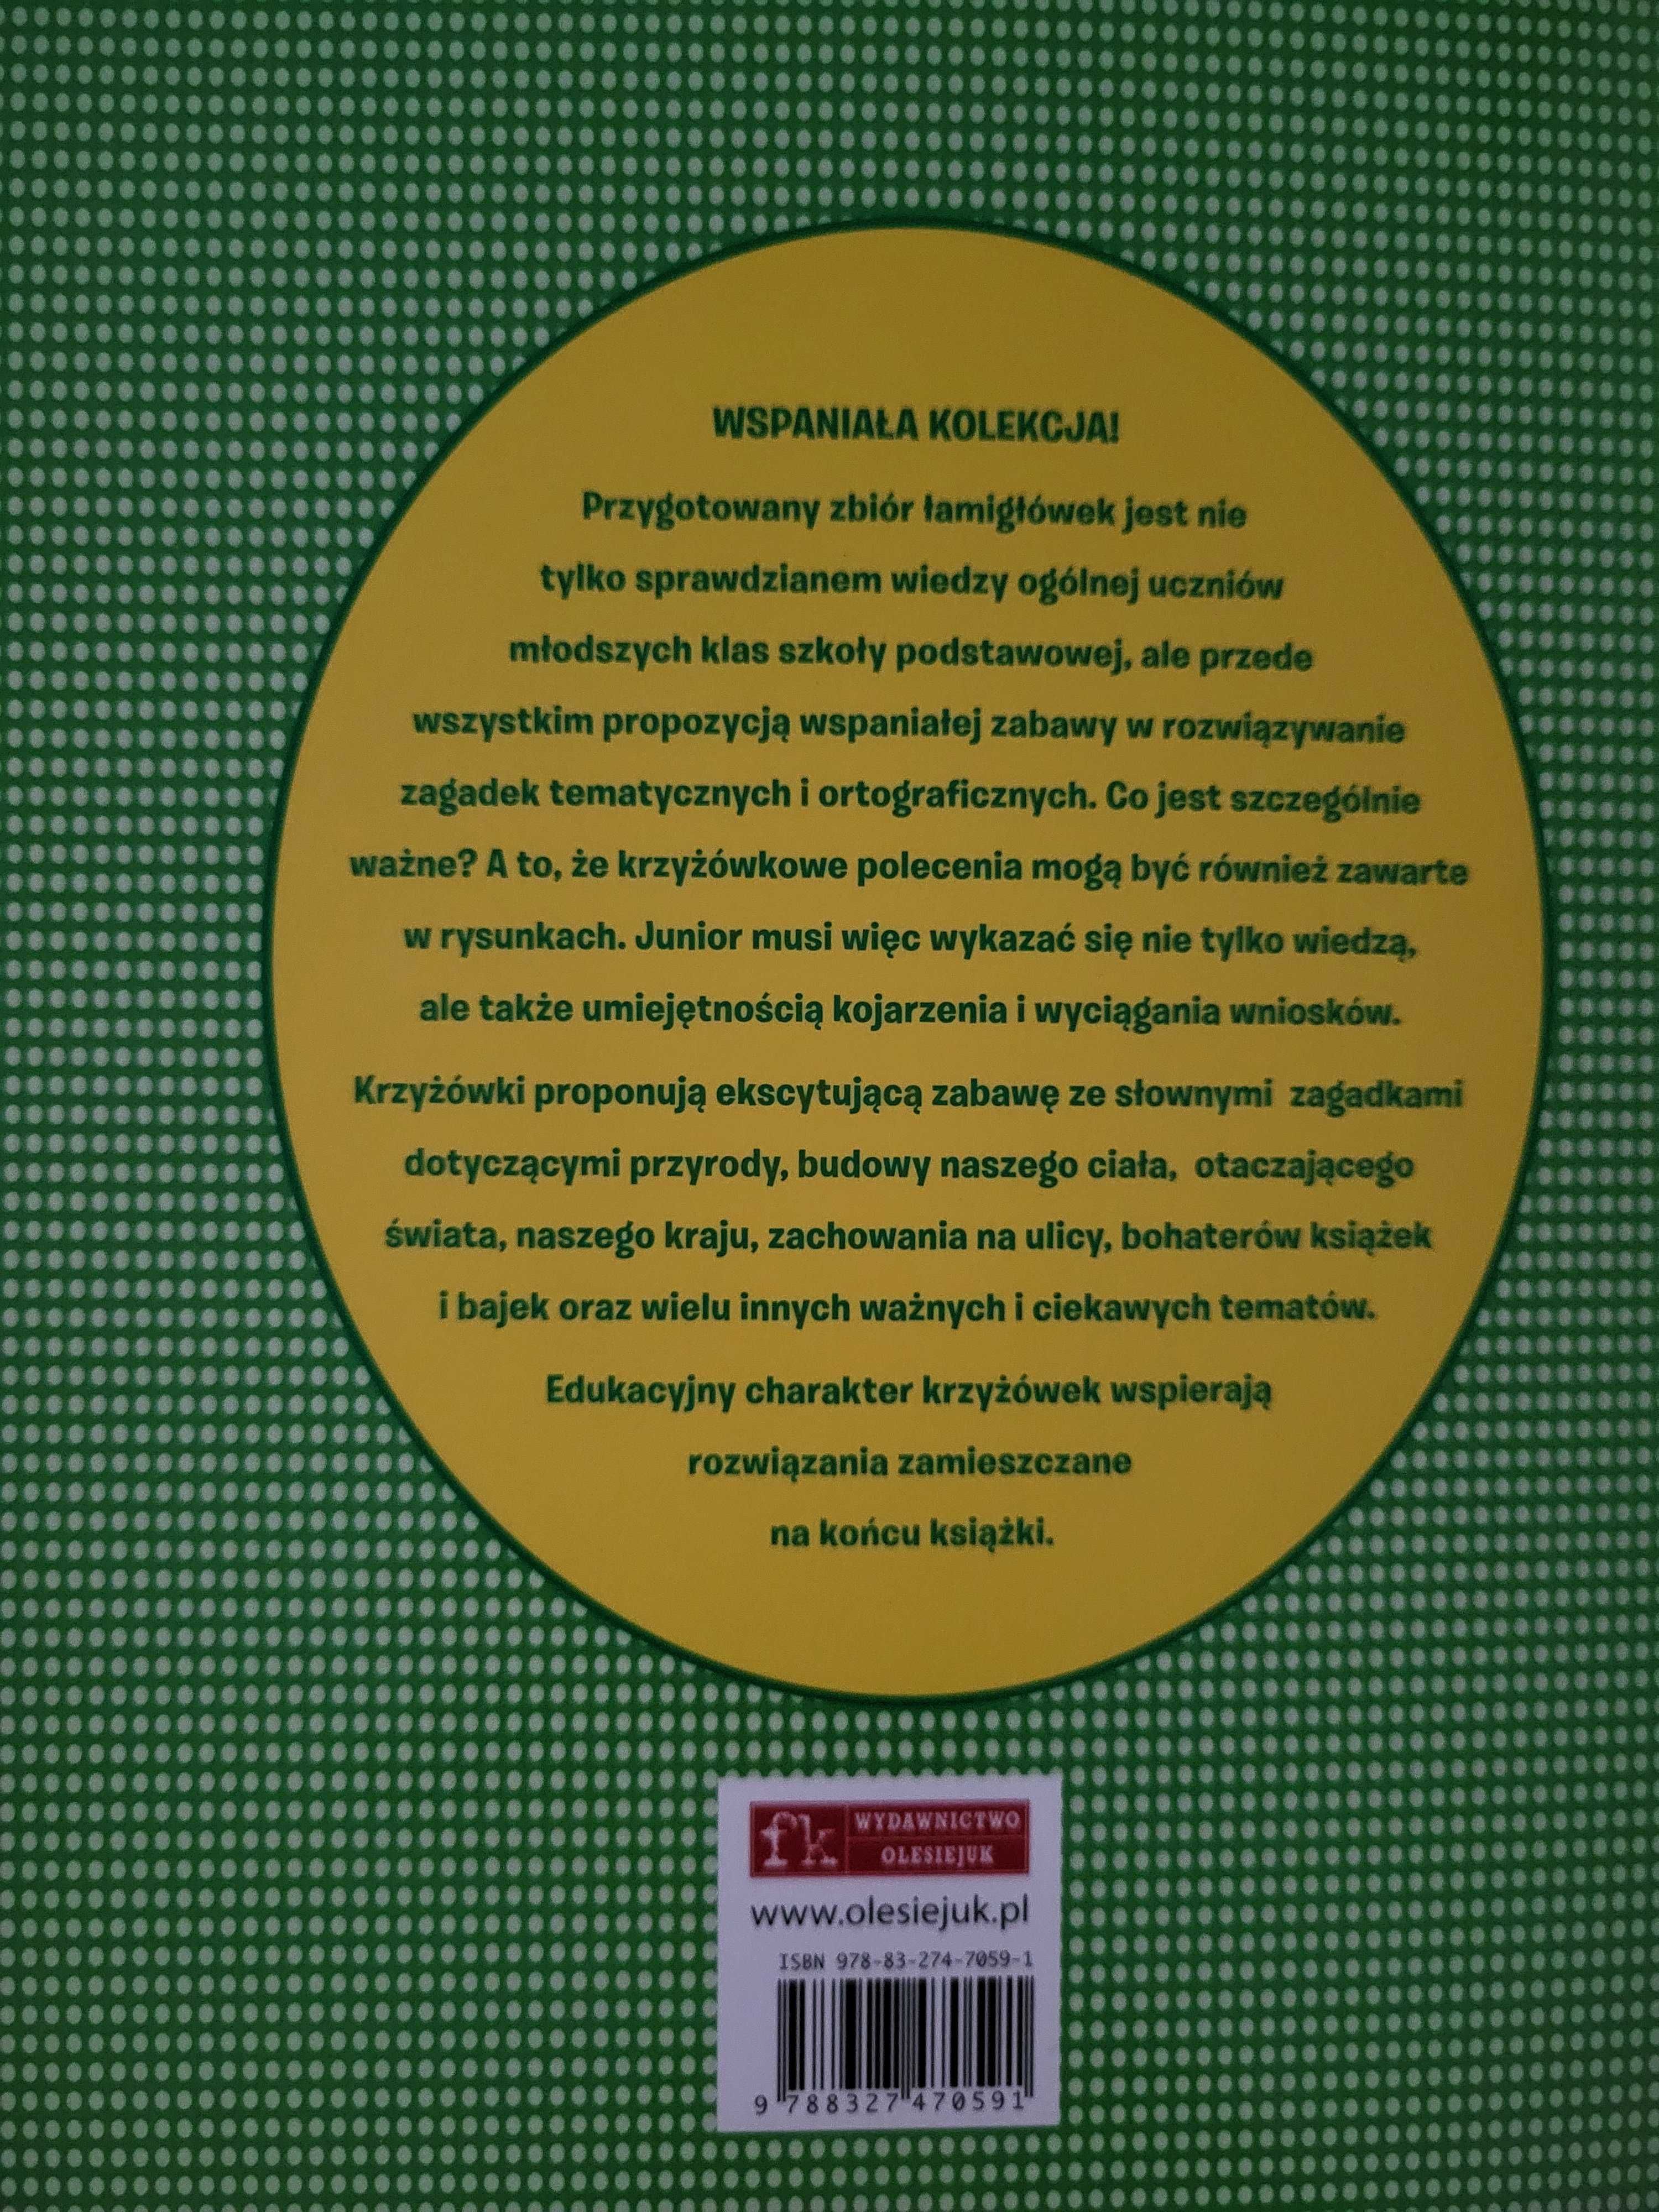 WSPANIAŁA KOLEKCJA!
Przygotowany zbiór łamigłówek jest nie
tylko sprawdzianem wiedzy ogólnej uczniów
młodszych klas szkoły podstawowej, ale przede
wszystkim propozycją wspaniałej zabawy w rozwiązywanie
zagadek tematycznych i ortograficznych. Co jest szczególnie
ważne? A to, że krzyżówkowe polecenia mogą być również zawarte
w rysunkach. Junior musi więc wykazać się nie tylko wiedzą,
ale także umiejętnością kojarzenia i wyciągania wniosków.
Krzyżówki proponują ekscytującą zabawę ze słownymi zagadkami
dotyczącymi przyrody, budowy naszego ciała, otaczającego
świata, naszego kraju, zachowania na ulicy, bohaterów książek
i bajek oraz wielu innych ważnych i ciekawych tematów.
Edukacyjny charakter krzyżówek wspierają
rozwiązania zamieszczane
na końcu książki.
fk WYDAWNICTWO
OLESIEJUK
www.olesiejuk.pl
ISBN 978-83-274-7059-1
9 788327 470591